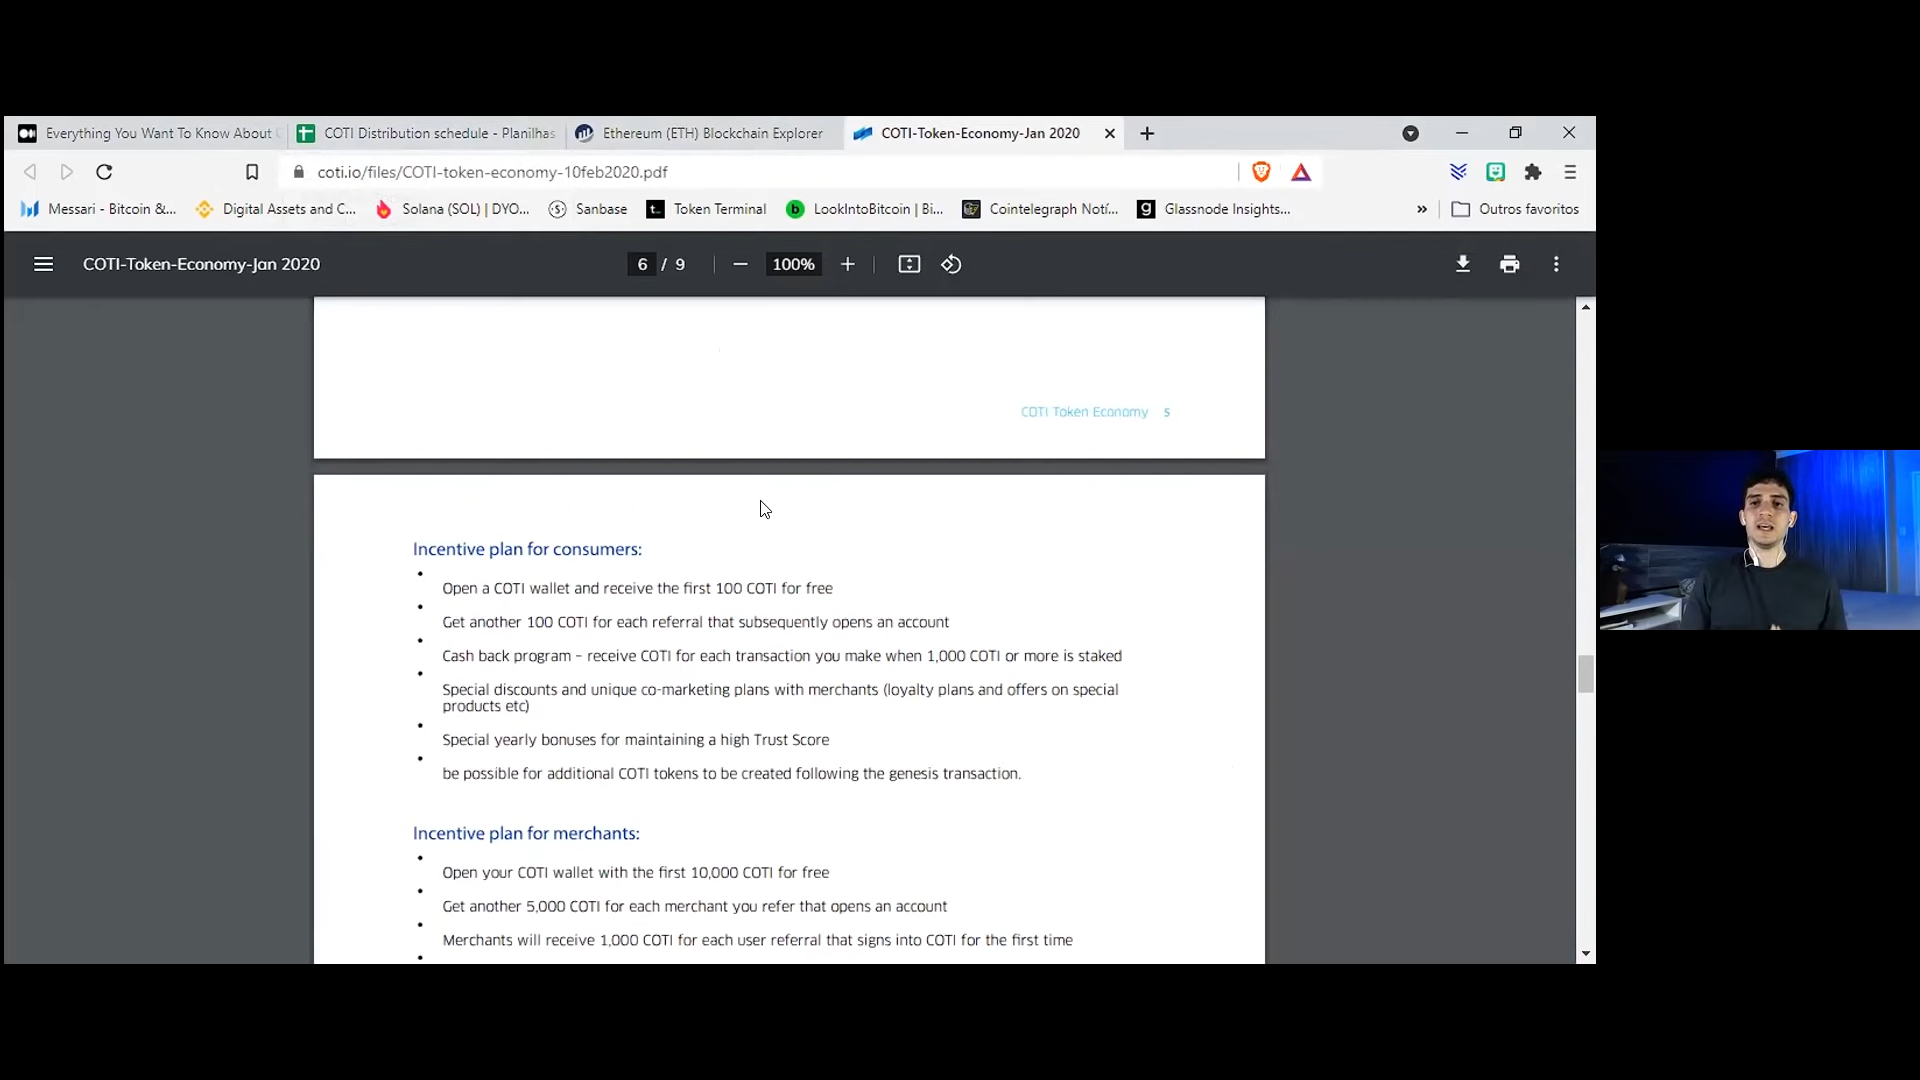 Everything You Want To Know About
COTI Distribution schedule - Planilhas
Ethereum (ETH) Blockchain Explorer
COTI-Token-Economy-Jan 2020
coti.io/files/COTI-token-economy-10feb2020.pdf
Messari - Bitcoin &...
Digital Assets and C...
Solana (SOL) | DYO...
Sanbase
Token Terminal
LookIntoBitcoin | Bi...
Cointelegraph Notí...
Glassnode Insights...
»
Outros favoritos
COTI-Token-Economy-Jan 2020
6 / 9
100%
COTI Token Economy 5
Incentive plan for consumers:
• Open a COTI wallet and receive the first 100 COTI for free
• Get another 100 COTI for each referral that subsequently opens an account
• Cash back program – receive COTI for each transaction you make when 1,000 COTI or more is staked
• Special discounts and unique co-marketing plans with merchants (loyalty plans and offers on special
products etc)
• Special yearly bonuses for maintaining a high Trust Score
• be possible for additional COTI tokens to be created following the genesis transaction.
Incentive plan for merchants:
• Open your COTI wallet with the first 10,000 COTI for free
• Get another 5,000 COTI for each merchant you refer that opens an account
• Merchants will receive 1,000 COTI for each user referral that signs into COTI for the first time
•